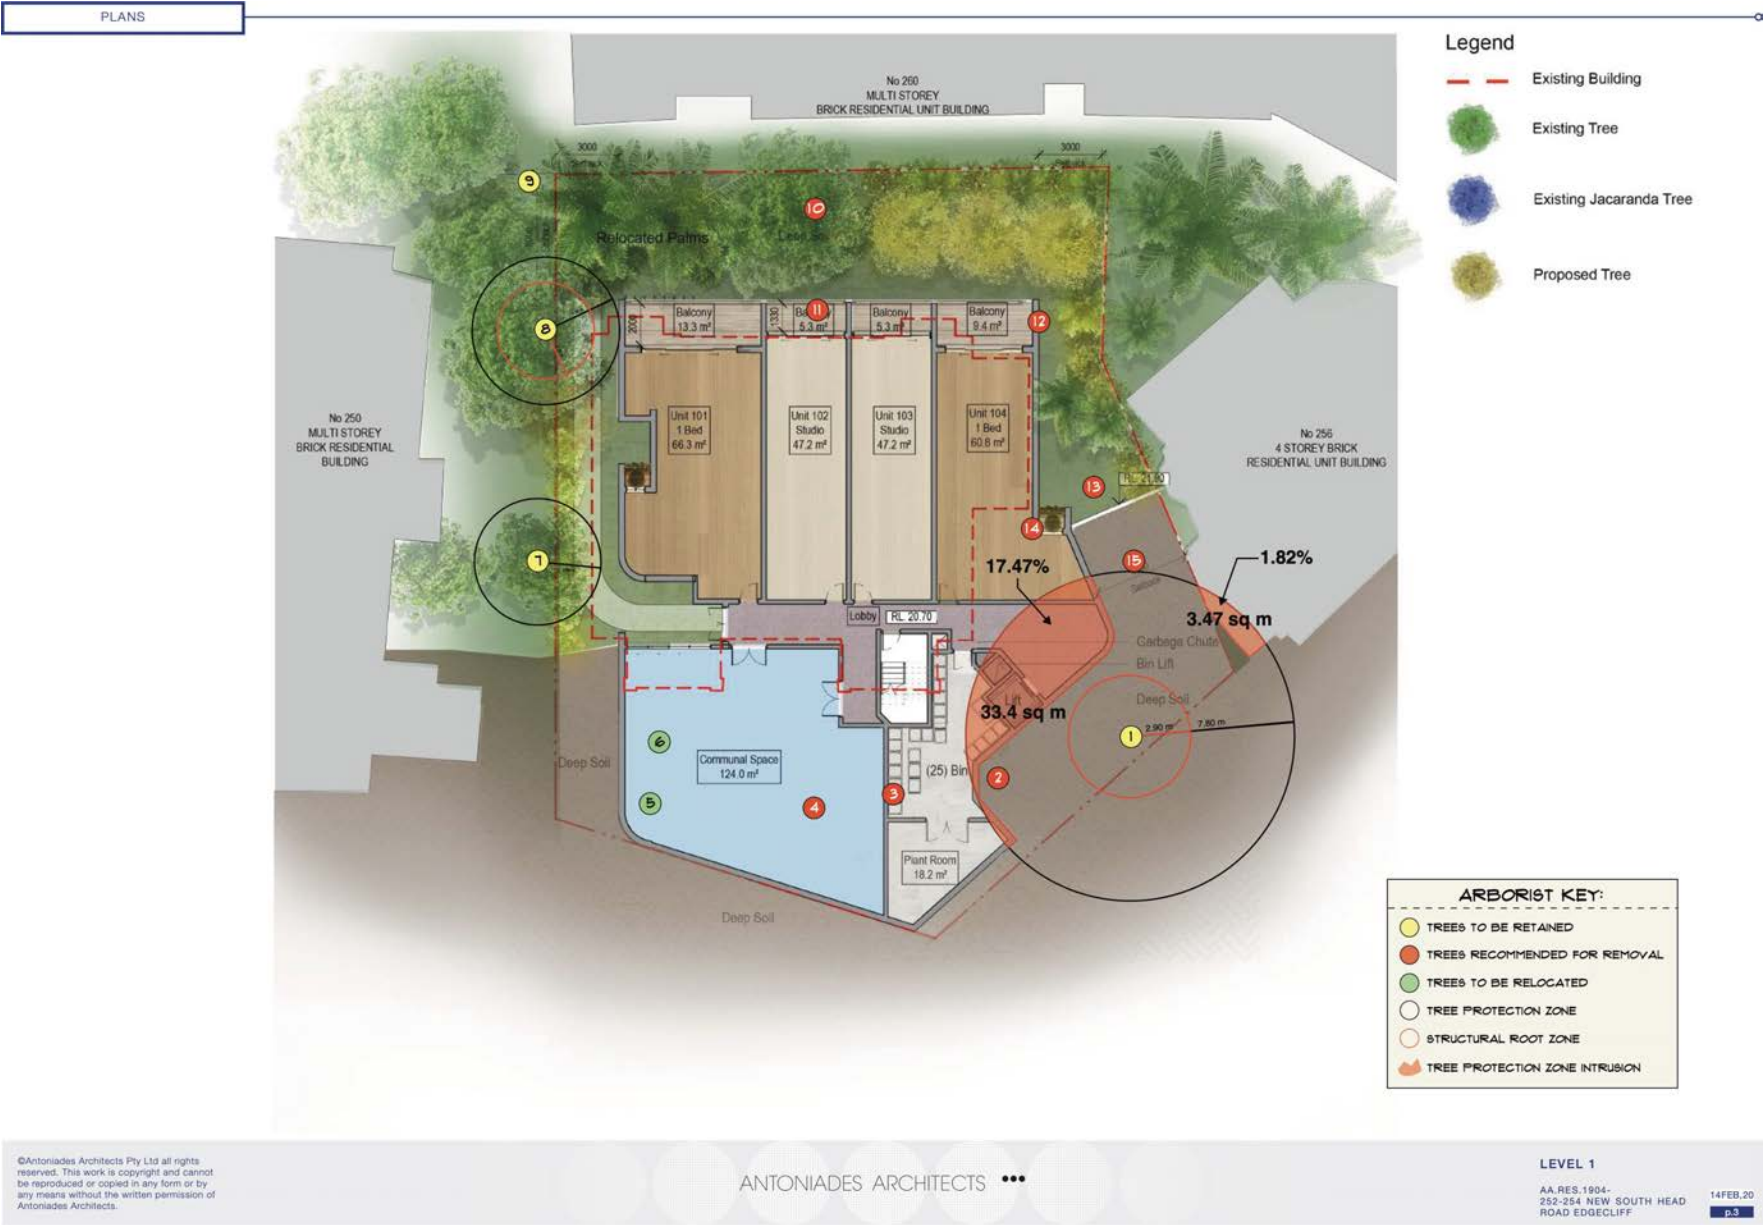 PLANS
Legend
Existing Building
Existing Tree
Existing Jacaranda Tree
Proposed Tree
No 260
MULTI STOREY
BRICK RESIDENTIAL UNIT BUILDING
3000
3000
9
10
Relocated Palms
8
11
12
Balcony
13.3 m²
5.3 m²
Balcony
5.3 m²
Balcony
9.4 m²
2000
1330
Unit 101
1 Bed
66.3 m²
Unit 102
Studio
47.2 m²
Unit 103
Studio
47.2 m²
Unit 104
1 Bed
60.8 m²
No 250
MULTI STOREY
BRICK RESIDENTIAL
BUILDING
No 256
4 STOREY BRICK
RESIDENTIAL UNIT BUILDING
13
14
15
7
17.47%
1.82%
3.47 sq m
Lobby
RL. 20.70
Garbage Chute
Bin Lift
Lift
33.4 sq m
Deep Soil
2.90 m
7.80 m
1
2
3
4
5
6
Deep Soil
Communal Space
124.0 m²
(25) Bin
Plant Room
18.2 m²
Deep Soil
ARBORIST KEY:
TREES TO BE RETAINED
TREES RECOMMENDED FOR REMOVAL
TREES TO BE RELOCATED
TREE PROTECTION ZONE
STRUCTURAL ROOT ZONE
TREE PROTECTION ZONE INTRUSION
©Antoniades Architects Pty Ltd all rights
reserved. This work is copyright and cannot
be reproduced or copied in any form or by
any means without the written permission of
Antoniades Architects.
ANTONIADES ARCHITECTS
LEVEL 1
AA.RES.1904-
252-254 NEW SOUTH HEAD
ROAD EDGECLIFF
14FEB,20
p.3